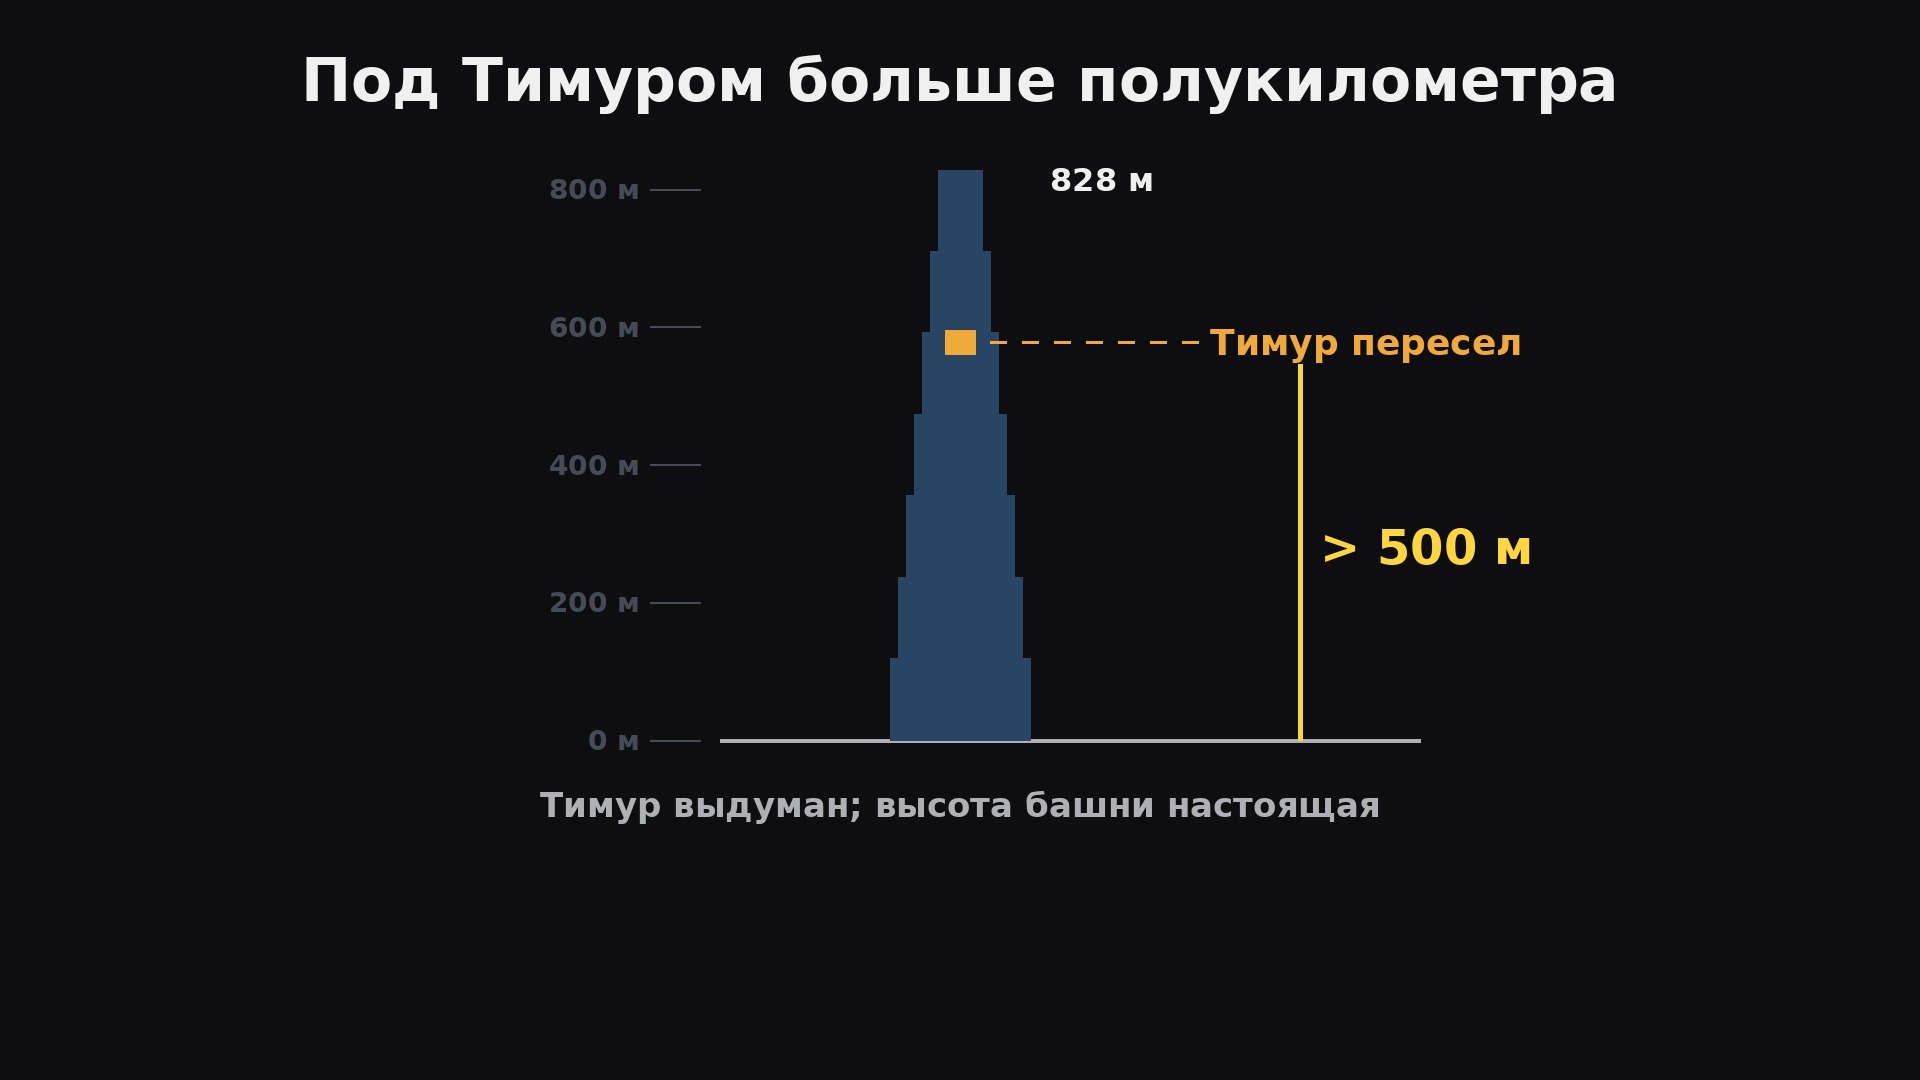 Под Тимуром больше полукилометра
828 м
800 м
600 м
Тимур пересел
400 м
> 500 м
200 м
0 м
Тимур выдуман; высота башни настоящая